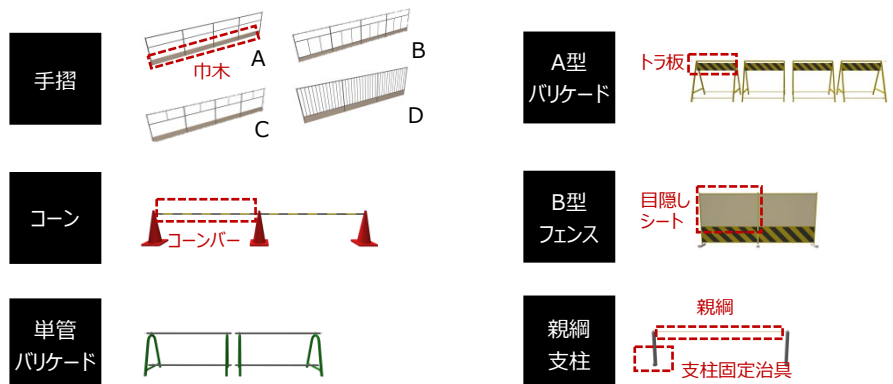 手摺
A
巾木
B
C
D
A型
バリケード
トラ板
コーン
コーンバー
B型
フェンス
目隠し
シート
単管
バリケード
親綱
支柱
親綱
支柱固定治具